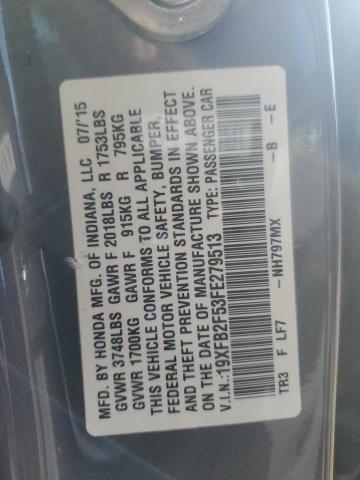 MFD. BY HONDA MFG. OF INDIANA, LLC 07/'15
GVWR 3748LBS GAWR F 2018LBS R 1753LBS
GVWR 1700KG GAWR F 915KG R 795KG
THIS VEHICLE CONFORMS TO ALL APPLICABLE
FEDERAL MOTOR VEHICLE SAFETY, BUMPER,
AND THEFT PREVENTION STANDARDS IN EFFECT
ON THE DATE OF MANUFACTURE SHOWN ABOVE.
V.I.N.:19XFB2F53FE279513 TYPE: PASSENGER CAR
TR3 F LF7 -NH797MX -B -E